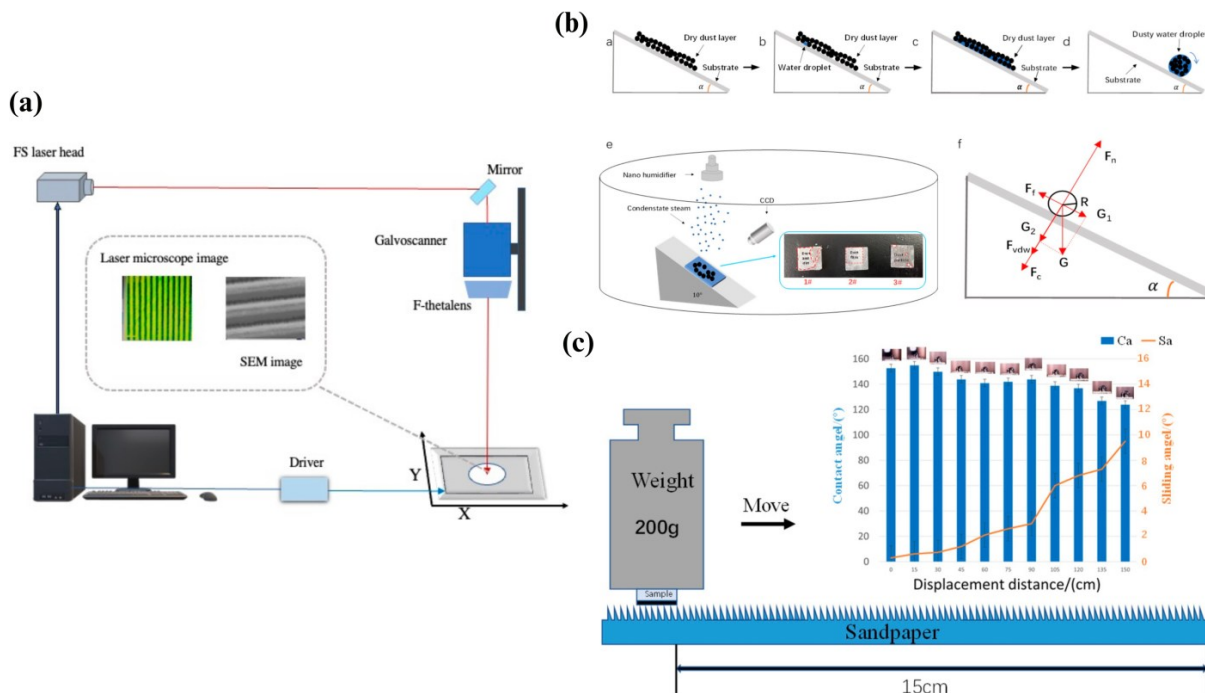 (a)
FS laser head
Mirror
Galvoscanner
F-thetalens
Laser microscope image
SEM image
Driver
Y
X
(b)
a
Dry dust layer
Substrate
α
b
Dry dust layer
Substrate
Water droplet
α
c
Dry dust layer
Substrate
α
d
Dusty water droplet
Substrate
α
e
Nano humidifier
Condenstate steam
CCD
10°
1#
2#
3#
f
Fn
Ff
R
G1
G2
Fvdw
G
Fc
α
(c)
Weight
200g
Sample
Move
Ca
Sa
Contact angel (°)
160
140
120
100
80
60
40
20
0
Sliding angel (°)
16
14
12
10
8
6
4
2
0
0 15 30 45 60 75 90 105 120 135 150
Displacement distance/(cm)
Sandpaper
15cm